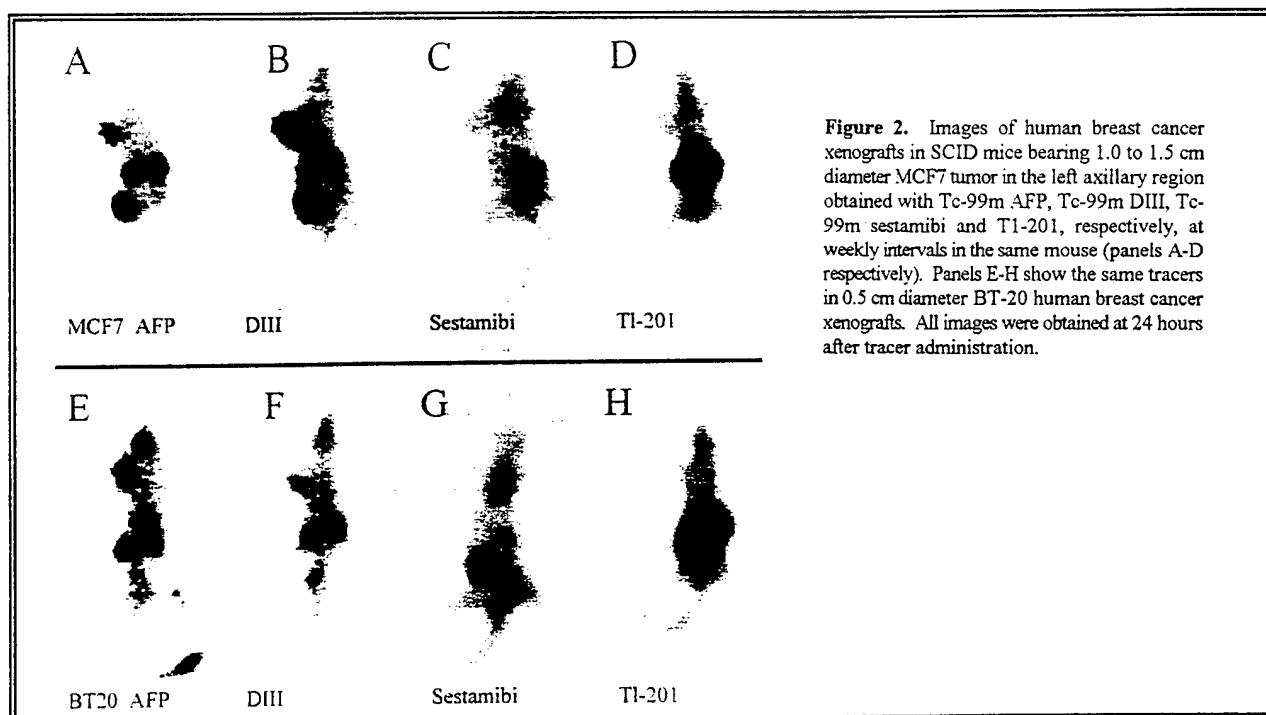 A B C D
MCF7 AFP DIII Sestamibi Tl-201
E F G H
BT20 AFP DIII Sestamibi Tl-201
Figure 2. Images of human breast cancer
xenografts in SCID mice bearing 1.0 to 1.5 cm
diameter MCF7 tumor in the left axillary region
obtained with Tc-99m AFP, Tc-99m DIII, Tc-
99m sestamibi and T1-201, respectively, at
weekly intervals in the same mouse (panels A-D
respectively). Panels E-H show the same tracers
in 0.5 cm diameter BT-20 human breast cancer
xenografts. All images were obtained at 24 hours
after tracer administration.